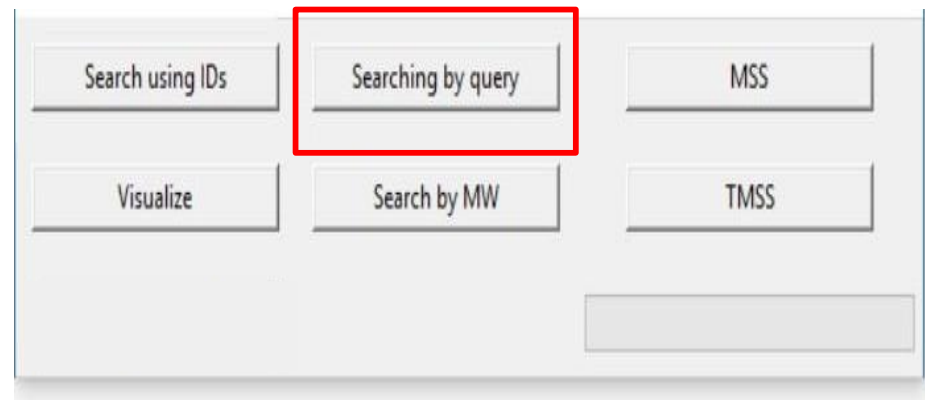 Search using IDs
Searching by query
MSS
Visualize
Search by MW
TMSS